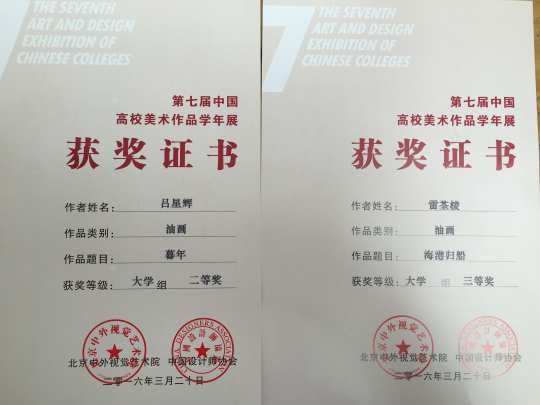 THE SEVENTH
ART AND DESIGN
EXHIBITION OF
CHINESE COLLEGES
第七届中国
高校美术作品学年展
获奖证书
作者姓名: 吕星辉
作品类别: 油画
作品题目: 暮年
获奖等级: 大学 组 二等奖
北京中外视觉艺术院 中国设计师协会
二零一六年三月二十日
THE SEVENTH
ART AND DESIGN
EXHIBITION OF
CHINESE COLLEGES
第七届中国
高校美术作品学年展
获奖证书
作者姓名: 雷荃棱
作品类别: 油画
作品题目: 海港归船
获奖等级: 大学 组 三等奖
北京中外视觉艺术院 中国设计师协会
二零一六年三月二十日